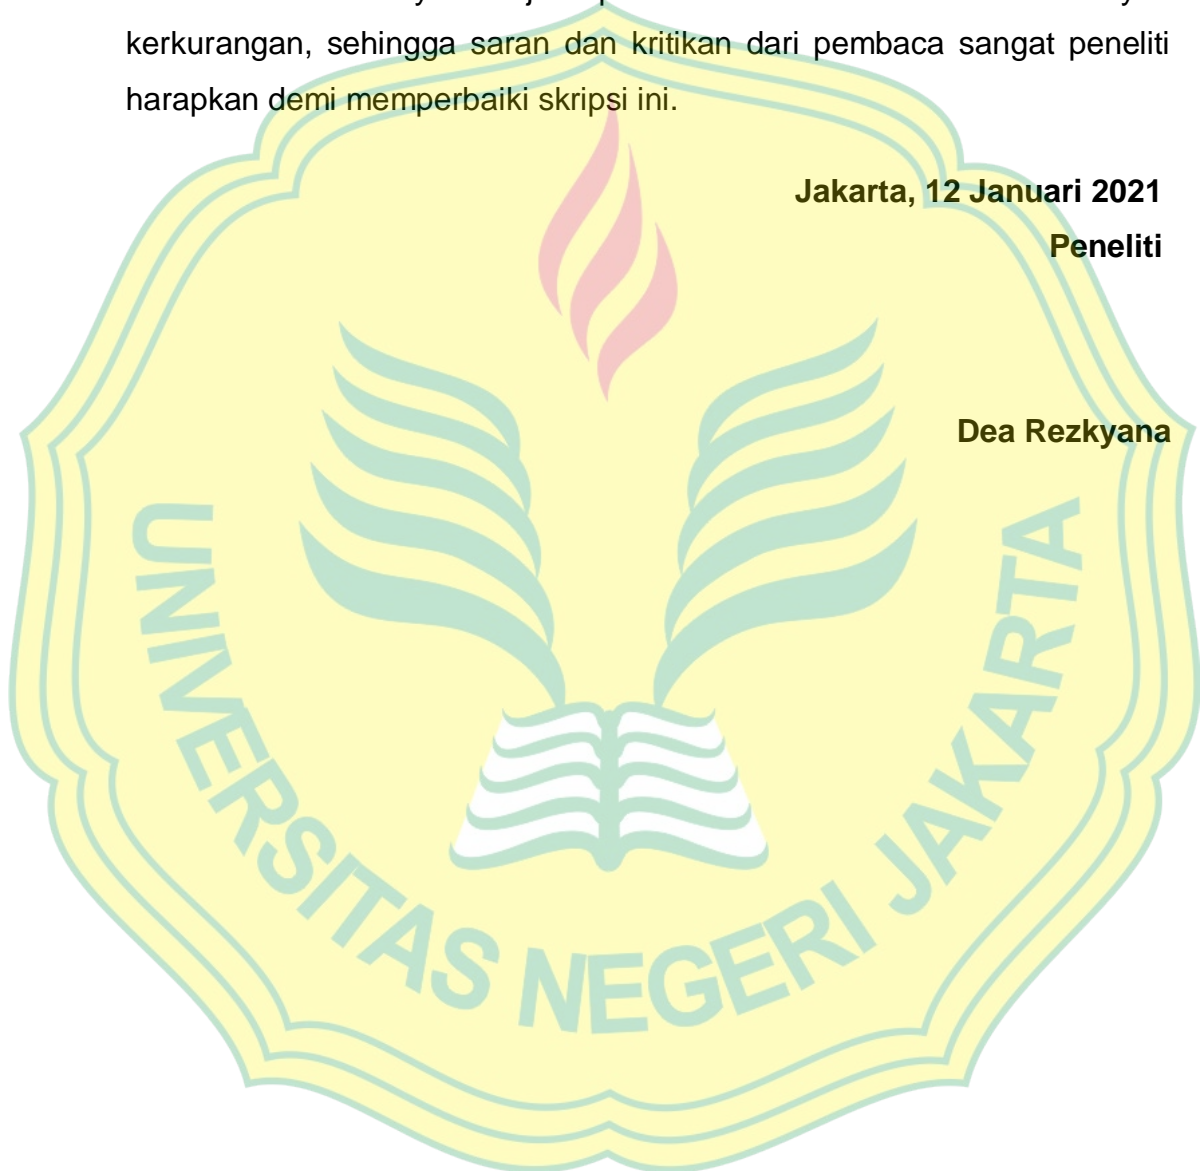 kerkurangan, sehingga saran dan kritikan dari pembaca sangat peneliti
harapkan demi memperbaiki skripsi ini.
Jakarta, 12 Januari 2021
Peneliti
Dea Rezkyana
UNIVERSITAS NEGERI JAKARTA